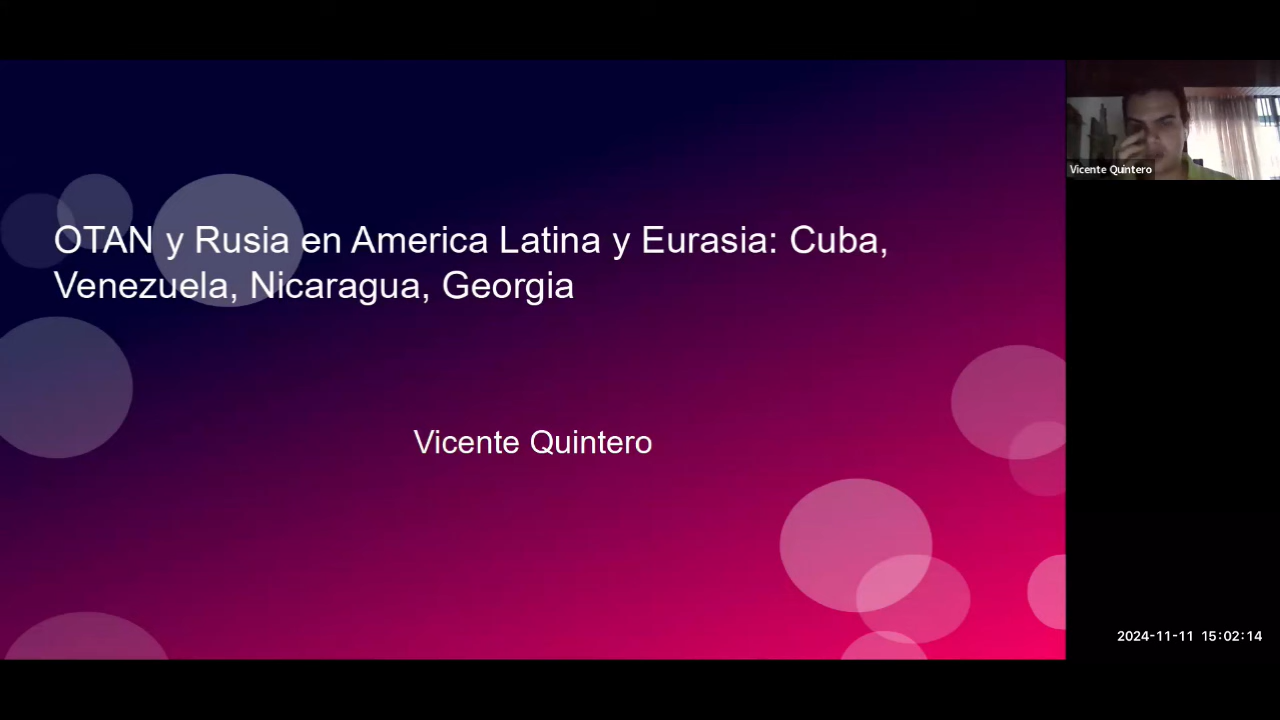 OTAN y Rusia en America Latina y Eurasia: Cuba,
Venezuela, Nicaragua, Georgia
Vicente Quintero
Vicente Quintero
2024-11-11 15:02:14